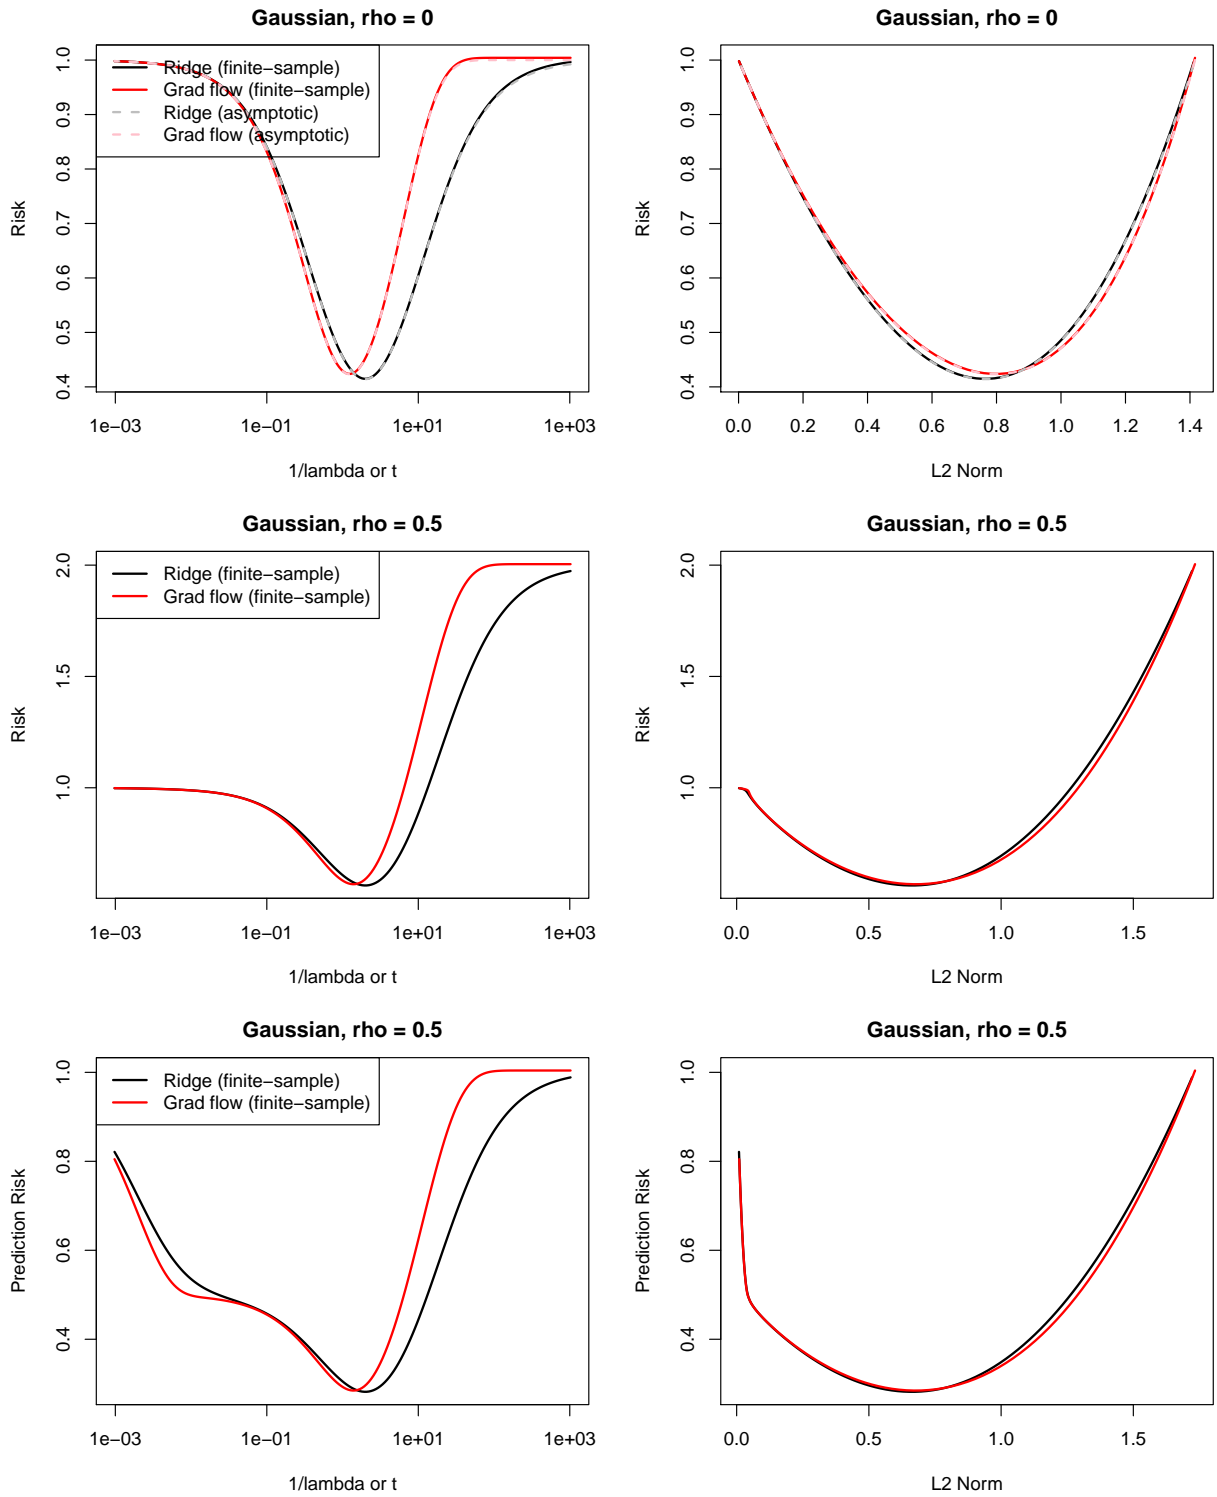 Gaussian, rho = 0
Risk
1.0
0.9
0.8
0.7
0.6
0.5
0.4
Ridge (finite−sample)
Grad flow (finite−sample)
Ridge (asymptotic)
Grad flow (asymptotic)
1e−03 1e−01 1e+01 1e+03
1/lambda or t
Gaussian, rho = 0
Risk
1.0
0.9
0.8
0.7
0.6
0.5
0.4
0.0 0.2 0.4 0.6 0.8 1.0 1.2 1.4
L2 Norm
Gaussian, rho = 0.5
Risk
2.0
1.5
1.0
Ridge (finite−sample)
Grad flow (finite−sample)
1e−03 1e−01 1e+01 1e+03
1/lambda or t
Gaussian, rho = 0.5
Risk
2.0
1.5
1.0
0.0 0.5 1.0 1.5
L2 Norm
Gaussian, rho = 0.5
Prediction Risk
1.0
0.8
0.6
0.4
Ridge (finite−sample)
Grad flow (finite−sample)
1e−03 1e−01 1e+01 1e+03
1/lambda or t
Gaussian, rho = 0.5
Prediction Risk
1.0
0.8
0.6
0.4
0.0 0.5 1.0 1.5
L2 Norm